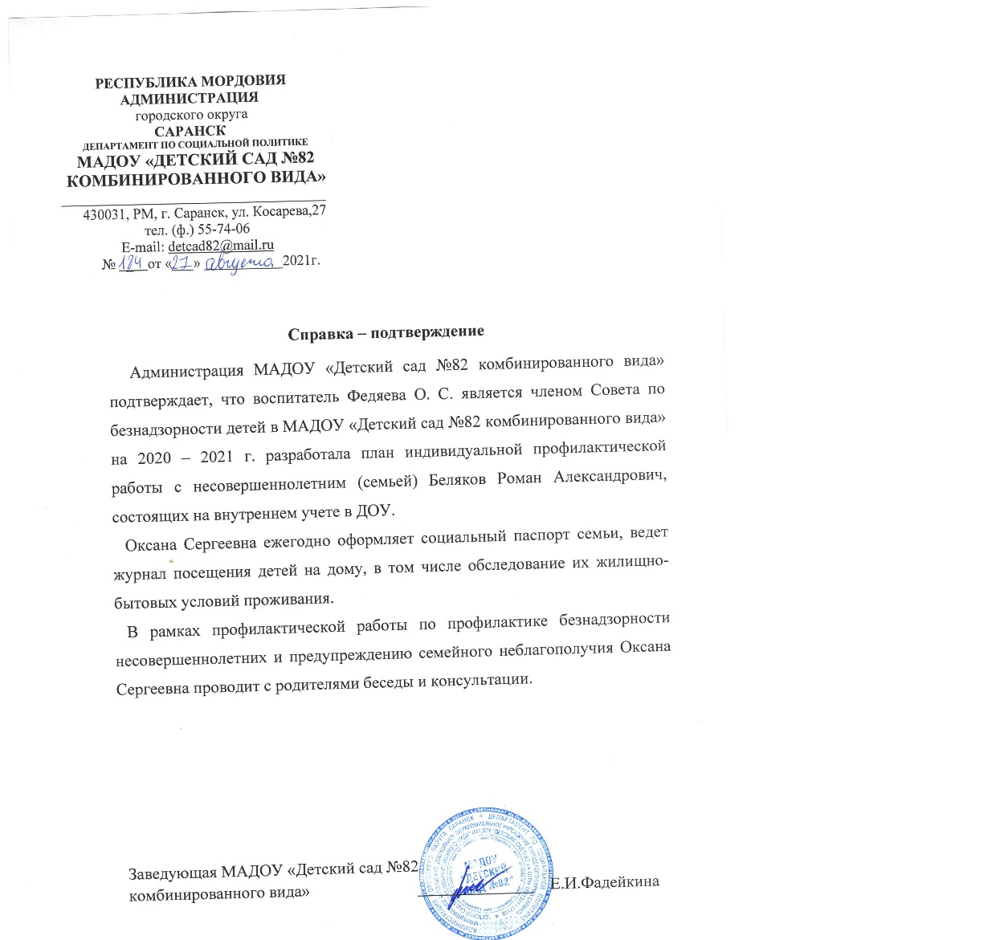 РЕСПУБЛИКА МОРДОВИЯ
АДМИНИСТРАЦИЯ
городского округа
САРАНСК
ДЕПАРТАМЕНТ ПО СОЦИАЛЬНОЙ ПОЛИТИКЕ
МАДОУ «ДЕТСКИЙ САД №82
КОМБИНИРОВАННОГО ВИДА»
430031, РМ, г. Саранск, ул. Косарева,27
тел. (ф.) 55-74-06
E-mail: detcad82@mail.ru
№ 184 от «27» августа 2021г.
Справка – подтверждение
Администрация МАДОУ «Детский сад №82 комбинированного вида»
подтверждает, что воспитатель Федяева О. С. является членом Совета по
безнадзорности детей в МАДОУ «Детский сад №82 комбинированного вида»
на 2020 – 2021 г. разработала план индивидуальной профилактической
работы с несовершеннолетним (семьей) Беляков Роман Александрович,
состоящих на внутреннем учете в ДОУ.
Оксана Сергеевна ежегодно оформляет социальный паспорт семьи, ведет
журнал посещения детей на дому, в том числе обследование их жилищно-
бытовых условий проживания.
В рамках профилактической работы по профилактике безнадзорности
несовершеннолетних и предупреждению семейного неблагополучия Оксана
Сергеевна проводит с родителями беседы и консультации.
Заведующая МАДОУ «Детский сад №82
комбинированного вида» Е.И.Фадейкина
МАДОУ
"ДЕТСКИЙ
САД №82"